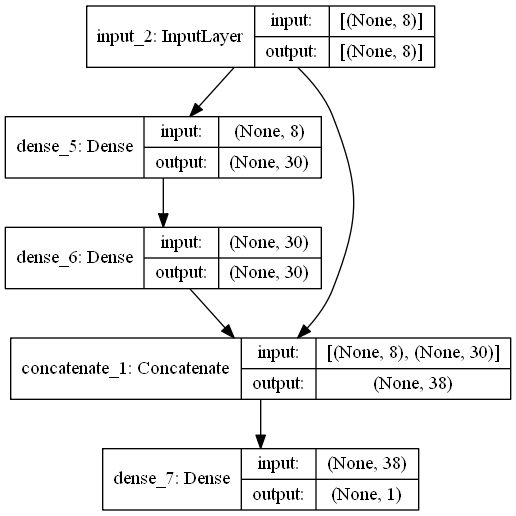 input_2: InputLayer
input: [(None, 8)]
output: [(None, 8)]
dense_5: Dense
input: (None, 8)
output: (None, 30)
dense_6: Dense
input: (None, 30)
output: (None, 30)
concatenate_1: Concatenate
input: [(None, 8), (None, 30)]
output: (None, 38)
dense_7: Dense
input: (None, 38)
output: (None, 1)